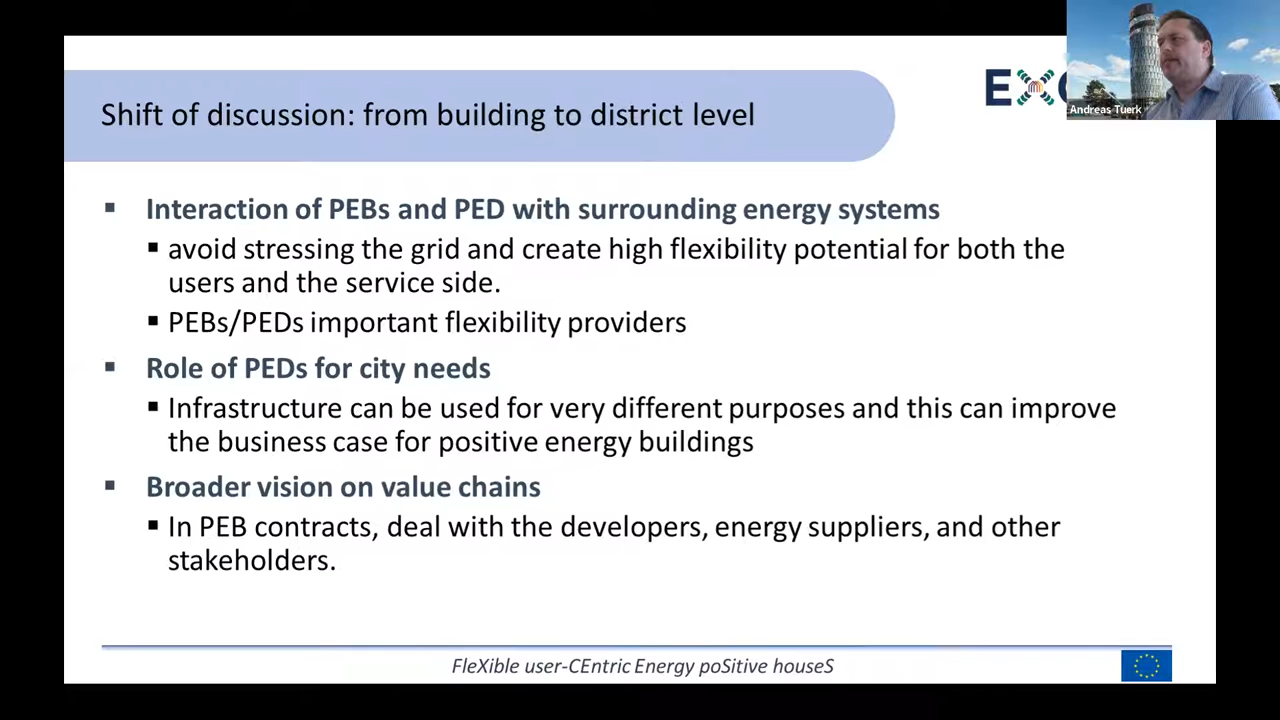 Shift of discussion: from building to district level
EX
Andreas Tuerk
▪ Interaction of PEBs and PED with surrounding energy systems
▪ avoid stressing the grid and create high flexibility potential for both the
users and the service side.
▪ PEBs/PEDs important flexibility providers
▪ Role of PEDs for city needs
▪ Infrastructure can be used for very different purposes and this can improve
the business case for positive energy buildings
▪ Broader vision on value chains
▪ In PEB contracts, deal with the developers, energy suppliers, and other
stakeholders.
FleXible user-CEntric Energy poSitive houseS